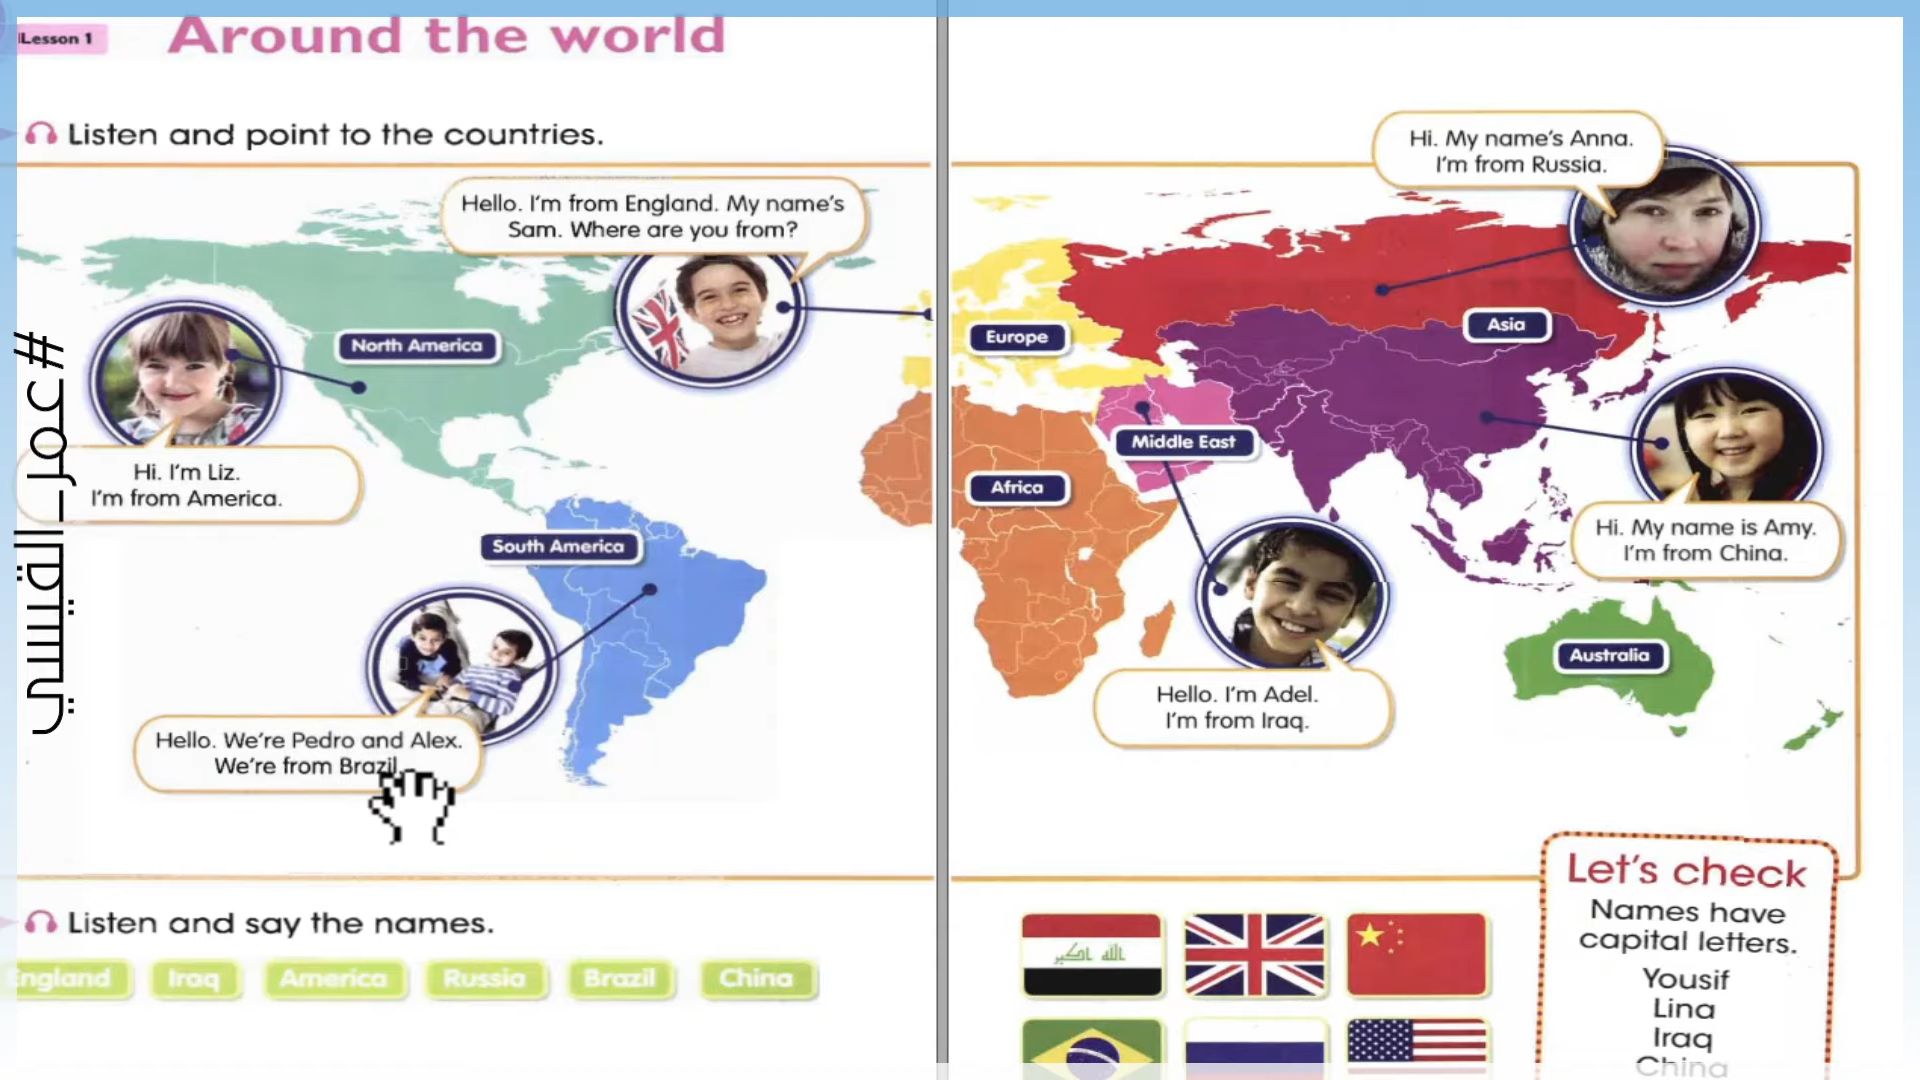 Lesson 1
Around the world
Listen and point to the countries.
Hello. I'm from England. My name's
Sam. Where are you from?
North America
Hi. I'm Liz.
I'm from America.
South America
Hello. We're Pedro and Alex.
We're from Brazil.
Hi. My name's Anna.
I'm from Russia.
Europe
Asia
Middle East
Africa
Hi. My name is Amy.
I'm from China.
Australia
Hello. I'm Adel.
I'm from Iraq.
Listen and say the names.
England
Iraq
America
Russia
Brazil
China
الله اكبر
Let's check
Names have
capital letters.
Yousif
Lina
Iraq
China
#عمر_القيسي